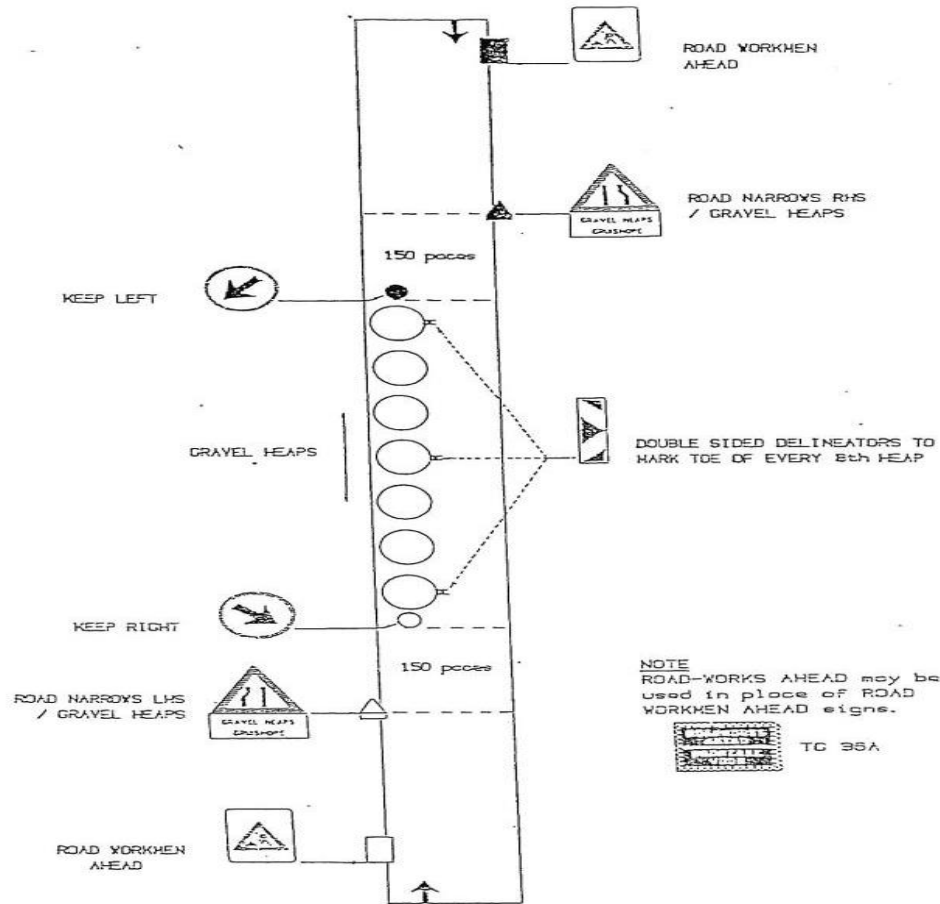 ROAD WORKMEN
AHEAD
ROAD NARROWS RHS
/ GRAVEL HEAPS
GRAVEL HEAPS
GRUISHOPE
150 paces
KEEP LEFT
GRAVEL HEAPS
DOUBLE SIDED DELINEATORS TO
MARK TOE OF EVERY 8th HEAP
KEEP RIGHT
150 paces
ROAD NARROWS LHS
/ GRAVEL HEAPS
GRAVEL HEAPS
GRUISHOPE
NOTE
ROAD-WORKS AHEAD may be
used in place of ROAD
WORKMEN AHEAD signs.
ROAD WORKMEN
AHEAD